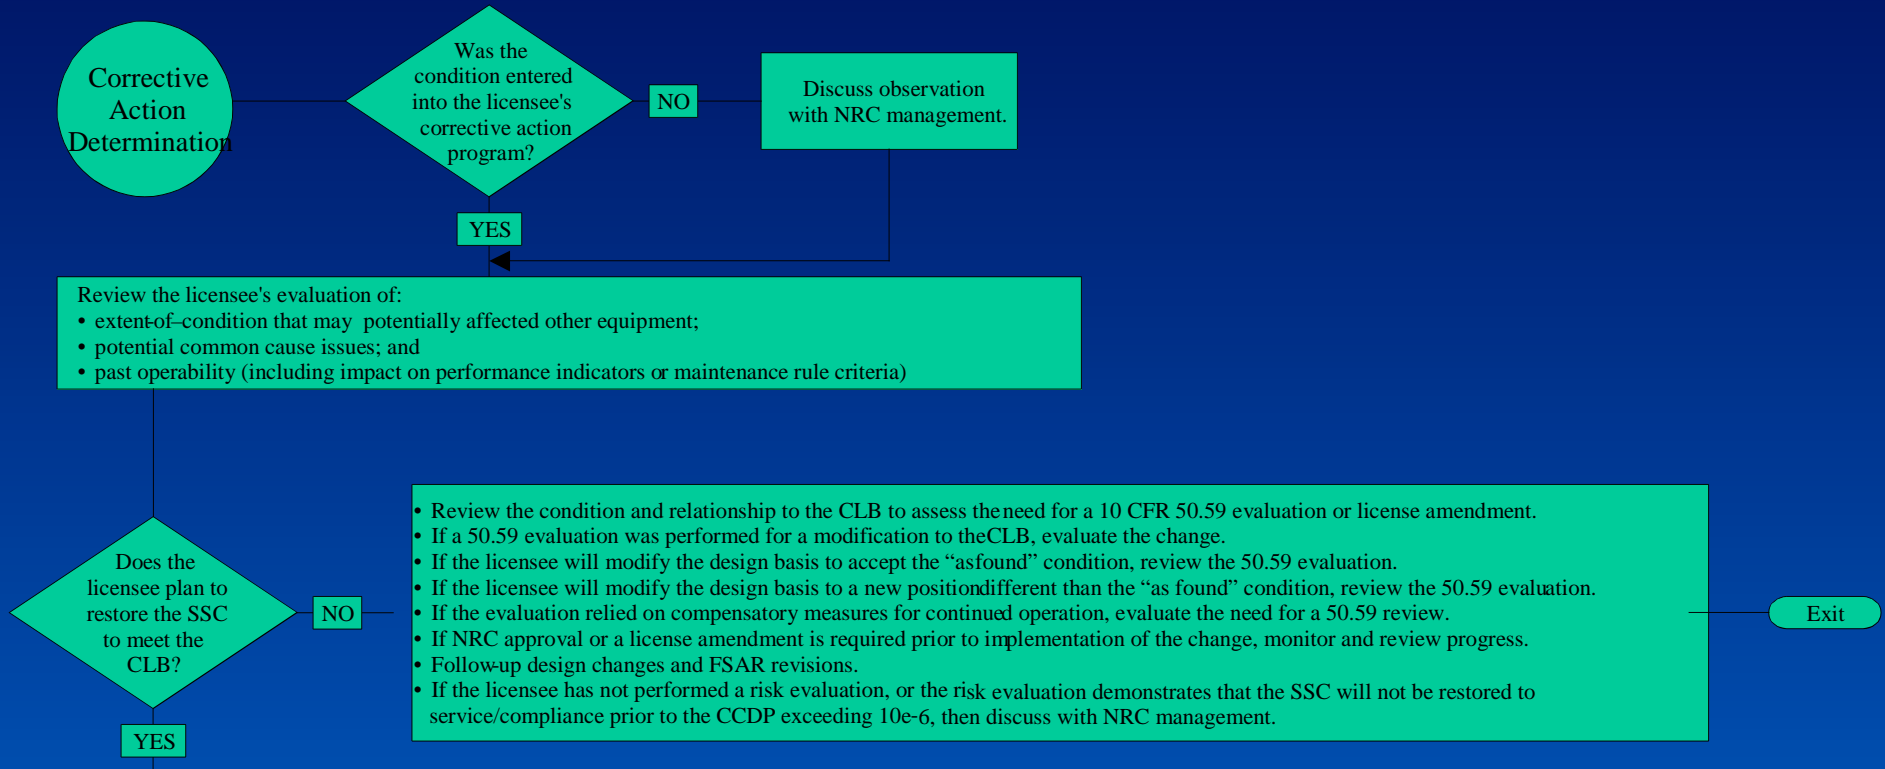 Corrective
Action
Determination
Was the
condition entered
into the licensee's
corrective action
program?
NO
Discuss observation
with NRC management.
YES
Review the licensee's evaluation of:
• extent-of–condition that may potentially affected other equipment;
• potential common cause issues; and
• past operability (including impact on performance indicators or maintenance rule criteria)
Does the
licensee plan to
restore the SSC
to meet the
CLB?
NO
• Review the condition and relationship to the CLB to assess the need for a 10 CFR 50.59 evaluation or license amendment.
• If a 50.59 evaluation was performed for a modification to theCLB, evaluate the change.
• If the licensee will modify the design basis to accept the “asfound” condition, review the 50.59 evaluation.
• If the licensee will modify the design basis to a new positiondifferent than the “as found” condition, review the 50.59 evaluation.
• If the evaluation relied on compensatory measures for continued operation, evaluate the need for a 50.59 review.
• If NRC approval or a license amendment is required prior to implementation of the change, monitor and review progress.
• Follow-up design changes and FSAR revisions.
• If the licensee has not performed a risk evaluation, or the risk evaluation demonstrates that the SSC will not be restored to
service/compliance prior to the CCDP exceeding 10e-6, then discuss with NRC management.
Exit
YES